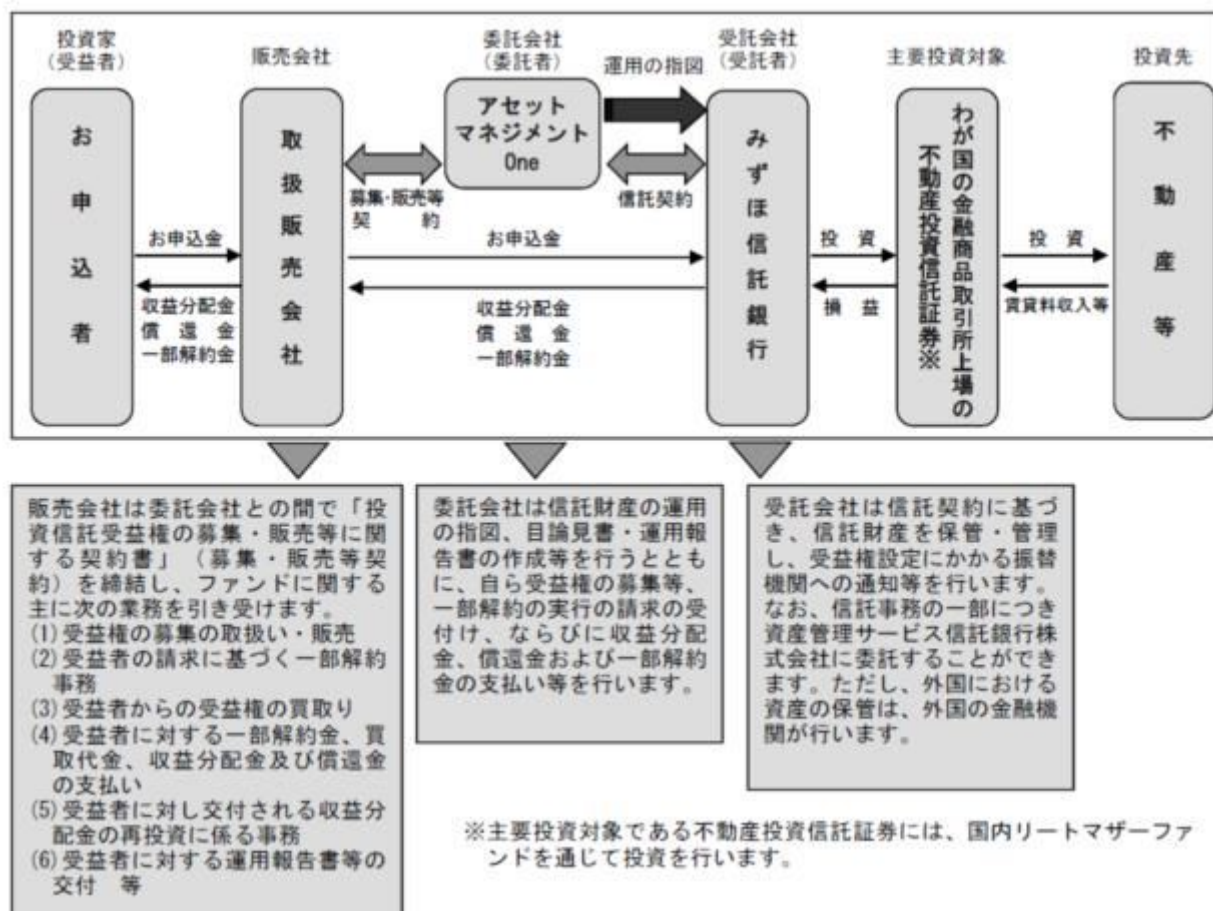 投資家
(受益者)
販売会社
委託会社
(委託者)
運用の指図
受託会社
(受託者)
主要投資対象
投資先
お申込者
取扱販売会社
アセット
マネジメント
One
みずほ信託銀行
わが国の金融商品取引所上場の
不動産投資信託証券※
不動産等
募集・販売等
契　約
信託契約
お申込金
収益分配金
償　還　金
一部解約金
お申込金
収益分配金
償　還　金
一部解約金
投　資
損　益
投　資
賃貸料収入等
販売会社は委託会社との間で「投
資信託受益権の募集・販売等に関
する契約書」（募集・販売等契
約）を締結し、ファンドに関する
主に次の業務を引き受けます。
(1)受益権の募集の取扱い・販売
(2)受益者の請求に基づく一部解約
事務
(3)受益者からの受益権の買取り
(4)受益者に対する一部解約金、買
取代金、収益分配金及び償還金
の支払い
(5)受益者に対し交付される収益分
配金の再投資に係る事務
(6)受益者に対する運用報告書等の
交付　等
委託会社は信託財産の運用
の指図、目論見書・運用報
告書の作成等を行うととも
に、自ら受益権の募集等、
一部解約の実行の請求の受
付け、ならびに収益分配
金、償還金および一部解約
金の支払い等を行います。
受託会社は信託契約に基づ
き、信託財産を保管・管理
し、受益権設定にかかる振替
機関への通知等を行います。
なお、信託事務の一部につき
資産管理サービス信託銀行株
式会社に委託することができ
ます。ただし、外国における
資産の保管は、外国の金融機
関が行います。
※主要投資対象である不動産投資信託証券には、国内リートマザーファ
ンドを通じて投資を行います。